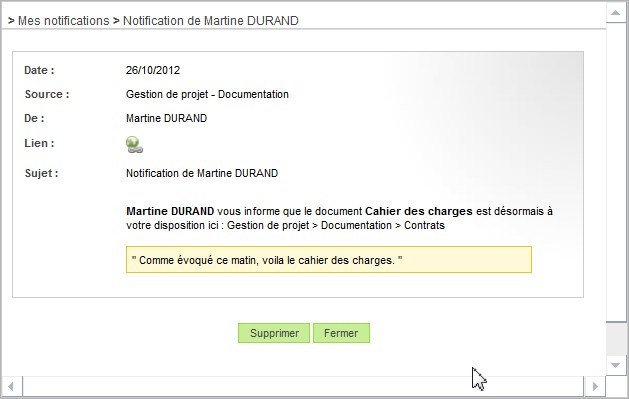 > Mes notifications > Notification de Martine DURAND
Date : 26/10/2012
Source : Gestion de projet - Documentation
De : Martine DURAND
Lien :
Sujet : Notification de Martine DURAND
Martine DURAND vous informe que le document Cahier des charges est désormais à
votre disposition ici : Gestion de projet > Documentation > Contrats
" Comme évoqué ce matin, voila le cahier des charges. "
Supprimer Fermer